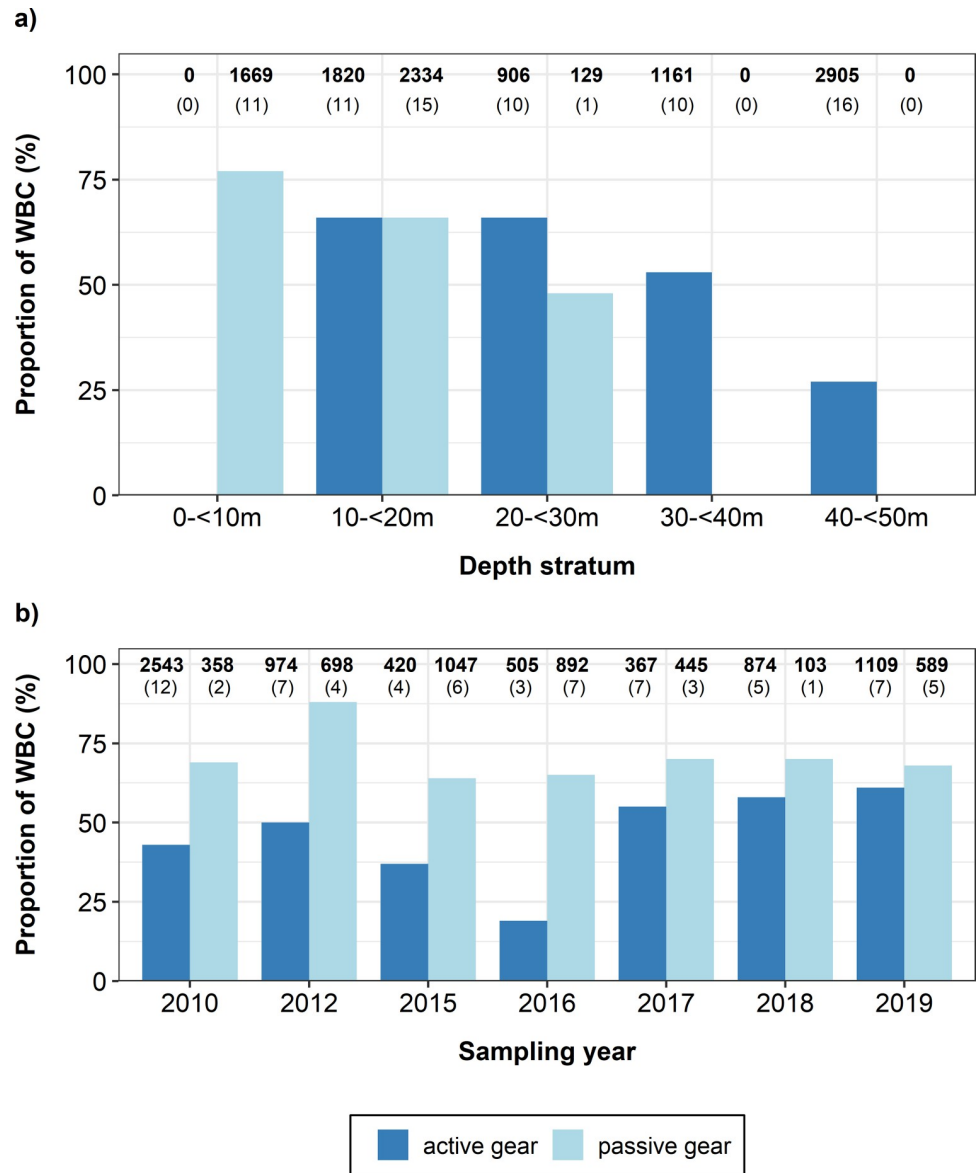 a)
0 1669 1820 2334 906 129 1161 0 2905 0
(0) (11) (11) (15) (10) (1) (10) (0) (16) (0)
100
75
50
25
0
Proportion of WBC (%)
0-<10m 10-<20m 20-<30m 30-<40m 40-<50m
Depth stratum
b)
2543 358 974 698 420 1047 505 892 367 445 874 103 1109 589
(12) (2) (7) (4) (4) (6) (3) (7) (7) (3) (5) (1) (7) (5)
100
75
50
25
0
Proportion of WBC (%)
2010 2012 2015 2016 2017 2018 2019
Sampling year
active gear passive gear